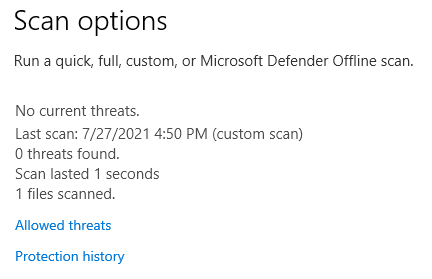 Scan options
Run a quick, full, custom, or Microsoft Defender Offline scan.
No current threats.
Last scan: 7/27/2021 4:50 PM (custom scan)
0 threats found.
Scan lasted 1 seconds
1 files scanned.
Allowed threats
Protection history